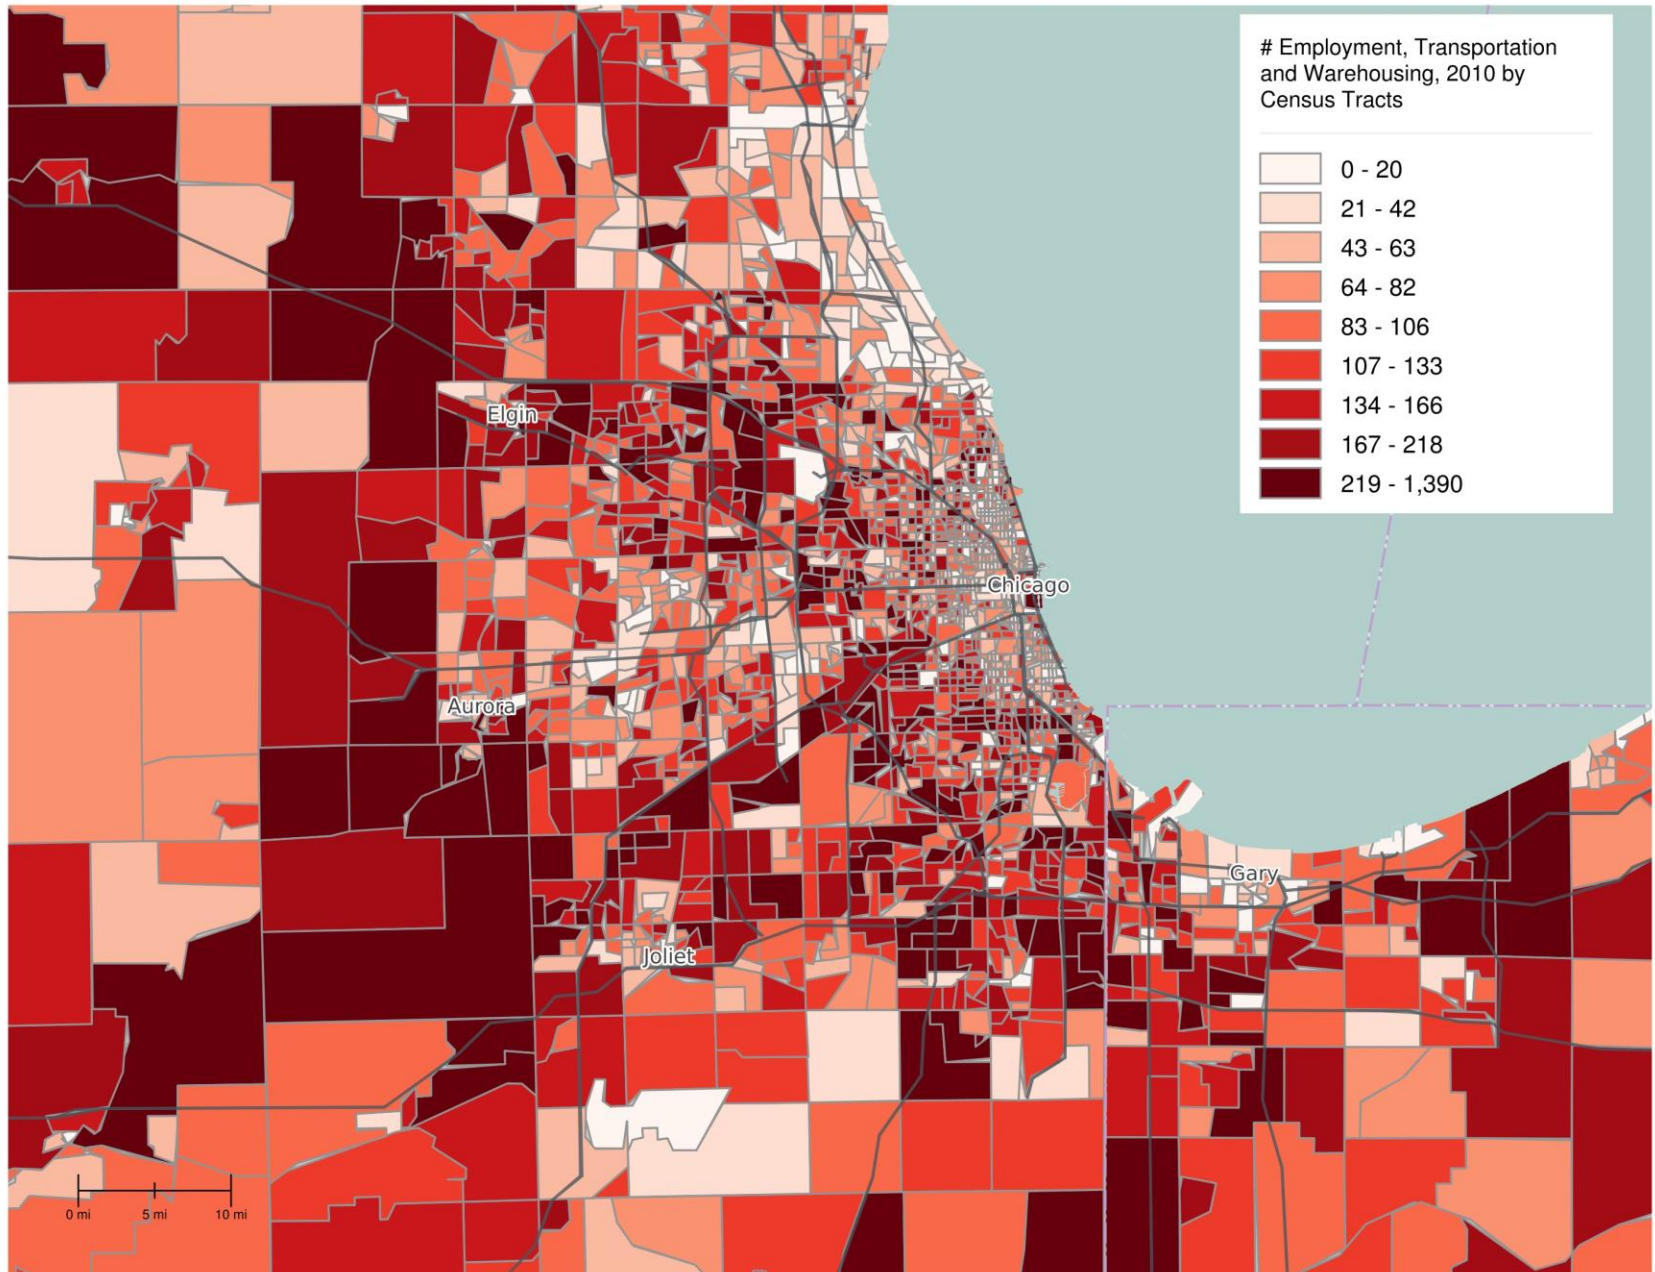 # Employment, Transportation
and Warehousing, 2010 by
Census Tracts
0 - 20
21 - 42
43 - 63
64 - 82
83 - 106
107 - 133
134 - 166
167 - 218
219 - 1,390
Elgin
Chicago
Aurora
Gary
Joliet
0 mi 5 mi 10 mi